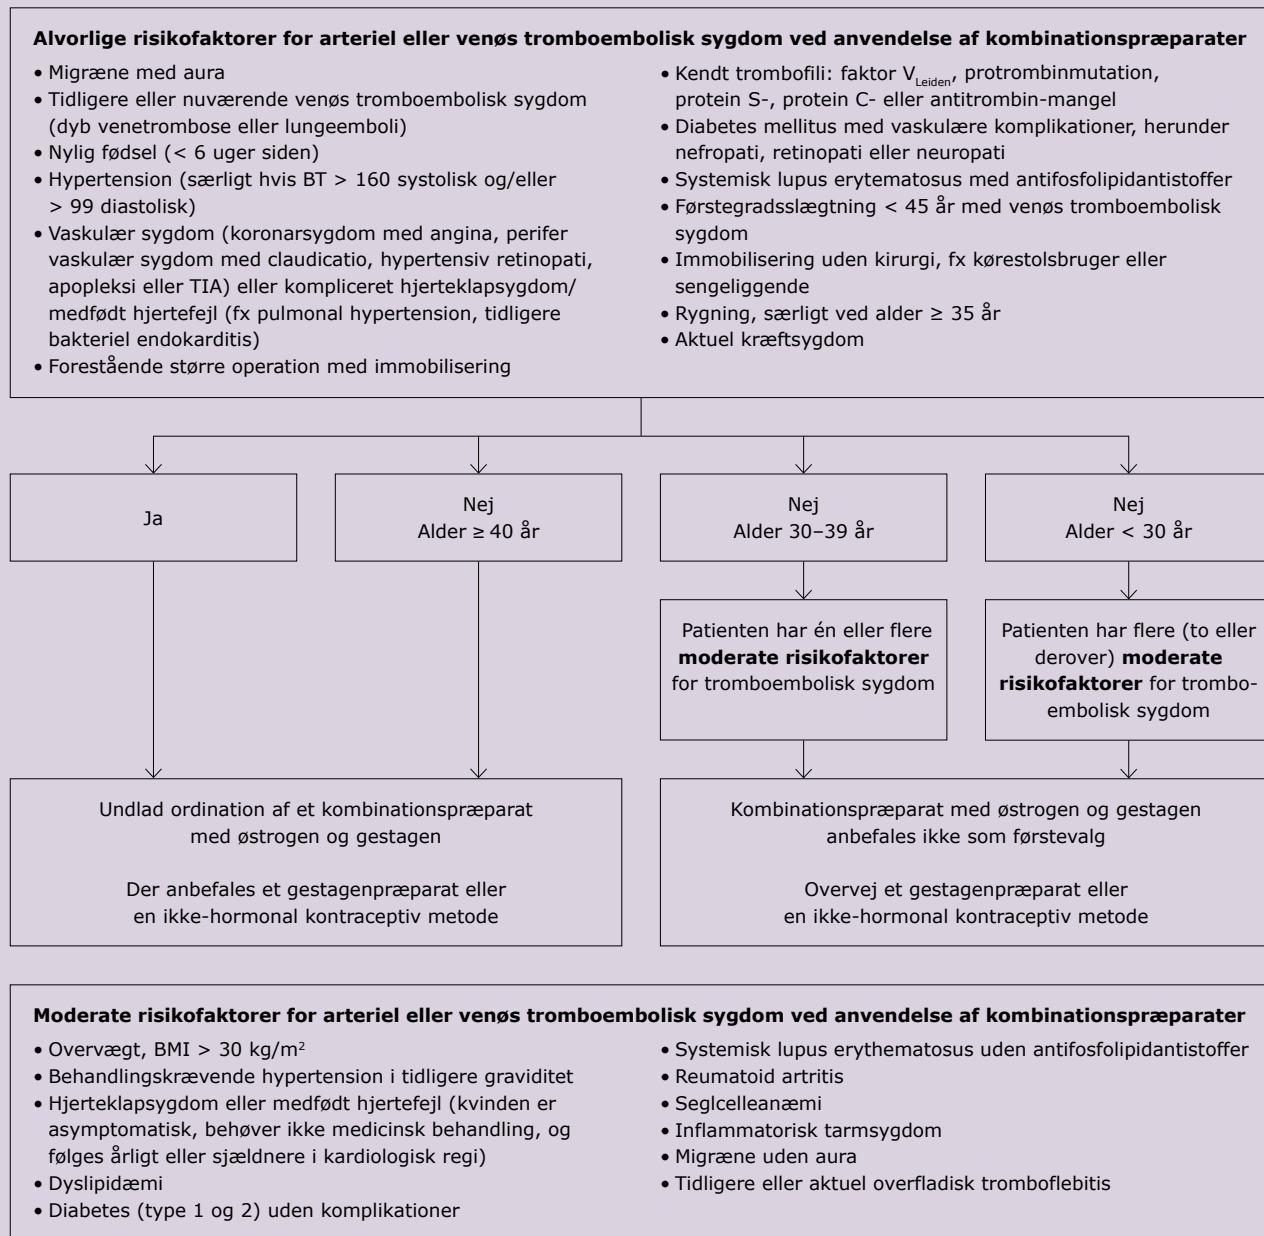 Alvorlige risikofaktorer for arteriel eller venøs tromboembolisk sygdom ved anvendelse af kombinationspræparater
• Migræne med aura
• Tidligere eller nuværende venøs tromboembolisk sygdom
(dyb venetrombose eller lungeemboli)
• Nylig fødsel (< 6 uger siden)
• Hypertension (særligt hvis BT > 160 systolisk og/eller
> 99 diastolisk)
• Vaskulær sygdom (koronarsygdom med angina, perifer
vaskulær sygdom med claudicatio, hypertensiv retinopati,
apopleksi eller TIA) eller kompliceret hjerteklapsygdom/
medfødt hjertefejl (fx pulmonal hypertension, tidligere
bakteriel endokarditis)
• Forestående større operation med immobilisering
• Kendt trombofili: faktor V Leiden, protrombinmutation,
protein S-, protein C- eller antitrombin-mangel
• Diabetes mellitus med vaskulære komplikationer, herunder
nefropati, retinopati eller neuropati
• Systemisk lupus erytematosus med antifosfolipidantistoffer
• Førstegradsslægtning < 45 år med venøs tromboembolisk
sygdom
• Immobilisering uden kirurgi, fx kørestolsbruger eller
sengeliggende
• Rygning, særligt ved alder ≥ 35 år
• Aktuel kræftsygdom
Ja
Nej
Alder ≥ 40 år
Nej
Alder 30–39 år
Nej
Alder < 30 år
Patienten har én eller flere
moderate risikofaktorer
for tromboembolisk sygdom
Patienten har flere (to eller
derover) moderate
risikofaktorer for trombo-
embolisk sygdom
Undlad ordination af et kombinationspræparat
med østrogen og gestagen
Der anbefales et gestagenpræparat eller
en ikke-hormonal kontraceptiv metode
Kombinationspræparat med østrogen og gestagen
anbefales ikke som førstevalg
Overvej et gestagenpræparat eller
en ikke-hormonal kontraceptiv metode
Moderate risikofaktorer for arteriel eller venøs tromboembolisk sygdom ved anvendelse af kombinationspræparater
• Overvægt, BMI > 30 kg/m²
• Behandlingskrævende hypertension i tidligere graviditet
• Hjerteklapsygdom eller medfødt hjertefejl (kvinden er
asymptomatisk, behøver ikke medicinsk behandling, og
følges årligt eller sjældnere i kardiologisk regi)
• Dyslipidæmi
• Diabetes (type 1 og 2) uden komplikationer
• Systemisk lupus erythematosus uden antifosfolipidantistoffer
• Reumatoid artritis
• Seglcelleanæmi
• Inflammatorisk tarmsygdom
• Migræne uden aura
• Tidligere eller aktuel overfladisk tromboflebitis